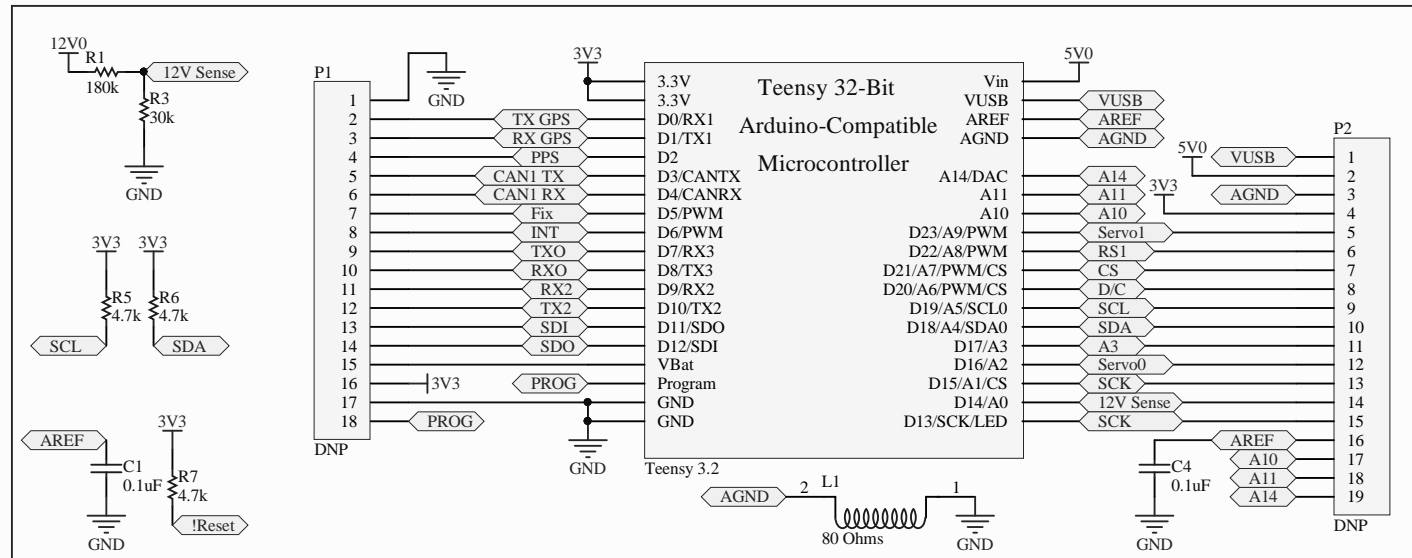 12V0
R1
180k
12V Sense
R3
30k
GND
3V3 3V3
R5
4.7k
R6
4.7k
SCL SDA
AREF
C1
0.1uF
GND
3V3
R7
4.7k
!Reset
GND
P1
1
2
3
4
5
6
7
8
9
10
11
12
13
14
15
16
17
18
DNP
GND
TX GPS
RX GPS
PPS
CAN1 TX
CAN1 RX
Fix
INT
TXO
RXO
RX2
TX2
SDI
SDO
3V3
PROG
PROG
GND
3V3
Teensy 32-Bit
Arduino-Compatible
Microcontroller
3.3V
3.3V
D0/RX1
D1/TX1
D2
D3/CANTX
D4/CANRX
D5/PWM
D6/PWM
D7/RX3
D8/TX3
D9/RX2
D10/TX2
D11/SDO
D12/SDI
VBat
Program
GND
GND
Teensy 3.2
Vin
VUSB
AREF
AGND
A14/DAC
A11
A10
D23/A9/PWM
D22/A8/PWM
D21/A7/PWM/CS
D20/A6/PWM/CS
D19/A5/SCL0
D18/A4/SDA0
D17/A3
D16/A2
D15/A1/CS
D14/A0
D13/SCK/LED
5V0
VUSB
AREF
AGND
A14
A11
A10
Servo1
RS1
CS
D/C
SCL
SDA
A3
Servo0
SCK
12V Sense
SCK
AGND
2
L1
1
80 Ohms
GND
5V0
VUSB
3V3
AGND
AREF
A10
A11
A14
C4
0.1uF
GND
P2
1
2
3
4
5
6
7
8
9
10
11
12
13
14
15
16
17
18
19
DNP